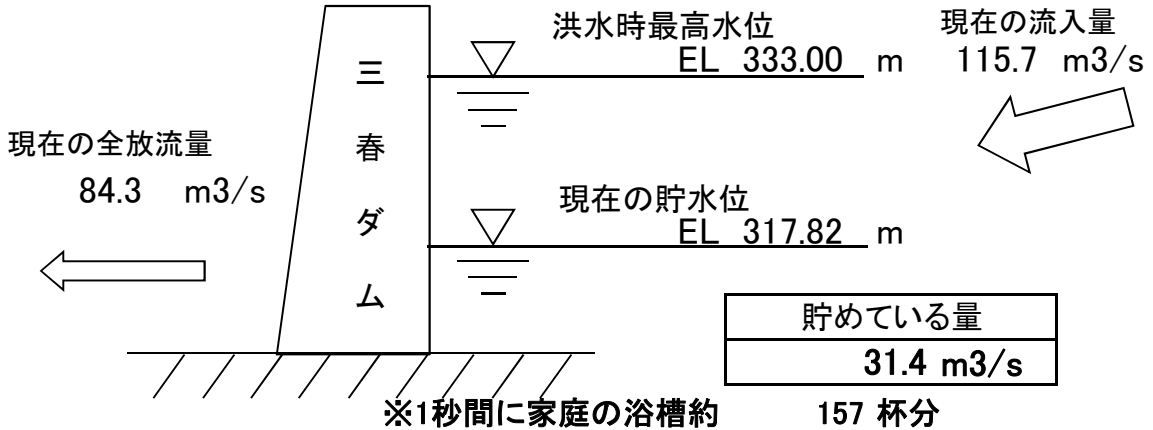 洪水時最高水位
EL 333.00 m
現在の流入量
115.7 m3/s
三春ダム
現在の全放流量
84.3 m3/s
現在の貯水位
EL 317.82 m
貯めている量
31.4 m3/s
※1秒間に家庭の浴槽約 157 杯分